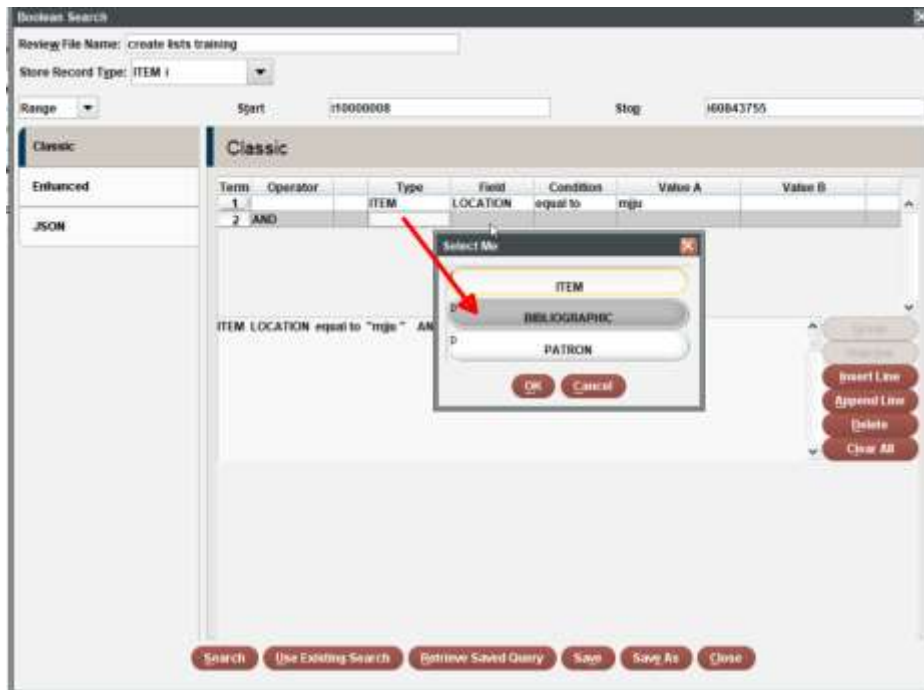 Boolean Search
Review File Name: create lists training
Store Record Type: ITEM i
Range Start i10000008 Stop i60843755
Classic
Enhanced
JSON
Classic
Term Operator Type Field Condition Value A Value B
1 ITEM LOCATION equal to mjju
2 AND
Select Me
ITEM
D
BIBLIOGRAPHIC
D
PATRON
OK Cancel
ITEM LOCATION equal to "mjju " AN
Insert Line
Append Line
Delete
Clear All
Search Use Existing Search Retrieve Saved Query Save Save As Close